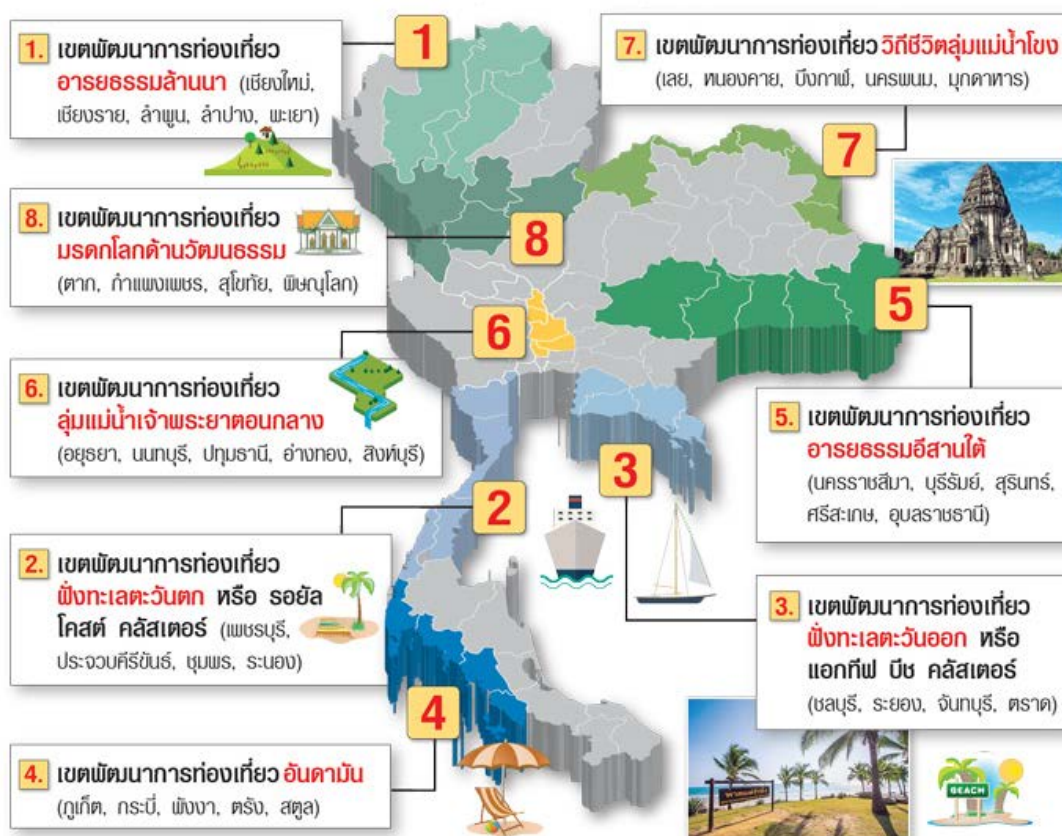 1. เขตพัฒนาการท่องเที่ยว
อารยธรรมล้านนา (เชียงใหม่,
เชียงราย, ลำพูน, ลำปาง, พะเยา)
1
7. เขตพัฒนาการท่องเที่ยว วิถีชีวิตลุ่มแม่น้ำโขง
(เลย, หนองคาย, บึงกาฬ, นครพนม, มุกดาหาร)
7
8. เขตพัฒนาการท่องเที่ยว
มรดกโลกด้านวัฒนธรรม
(ตาก, กำแพงเพชร, สุโขทัย, พิษณุโลก)
8
6. เขตพัฒนาการท่องเที่ยว
ลุ่มแม่น้ำเจ้าพระยาตอนกลาง
(อยุธยา, นนทบุรี, ปทุมธานี, อ่างทอง, สิงห์บุรี)
6
5
5. เขตพัฒนาการท่องเที่ยว
อารยธรรมอีสานใต้
(นครราชสีมา, บุรีรัมย์, สุรินทร์,
ศรีสะเกษ, อุบลราชธานี)
2. เขตพัฒนาการท่องเที่ยว
ฝั่งทะเลตะวันตก หรือ รอยัล
โคสต์ คลัสเตอร์ (เพชรบุรี,
ประจวบคีรีขันธ์, ชุมพร, ระนอง)
2
3
3. เขตพัฒนาการท่องเที่ยว
ฝั่งทะเลตะวันออก หรือ
แอกทีฟ บีช คลัสเตอร์
(ชลบุรี, ระยอง, จันทบุรี, ตราด)
4. เขตพัฒนาการท่องเที่ยว อันดามัน
(ภูเก็ต, กระบี่, พังงา, ตรัง, สตูล)
4
BEACH